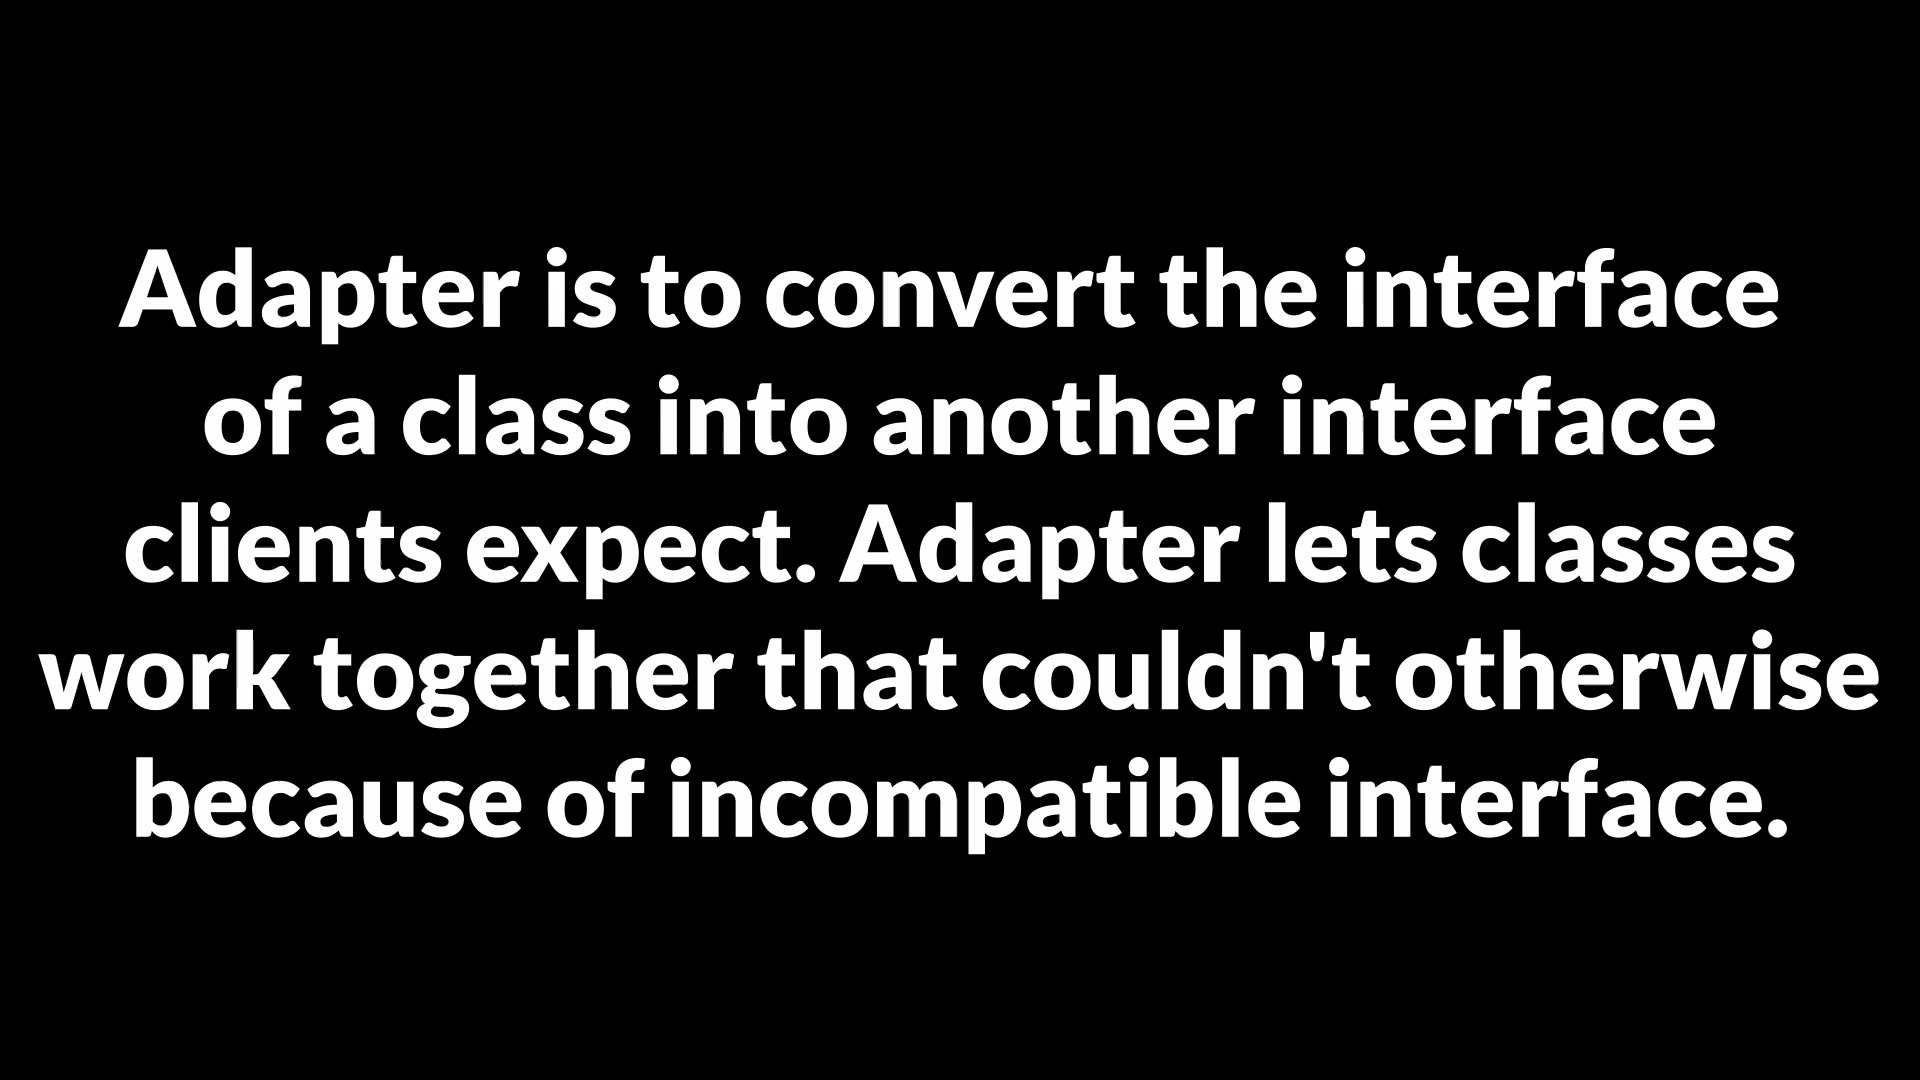 Adapter is to convert the interface
of a class into another interface
clients expect. Adapter lets classes
work together that couldn't otherwise
because of incompatible interface.